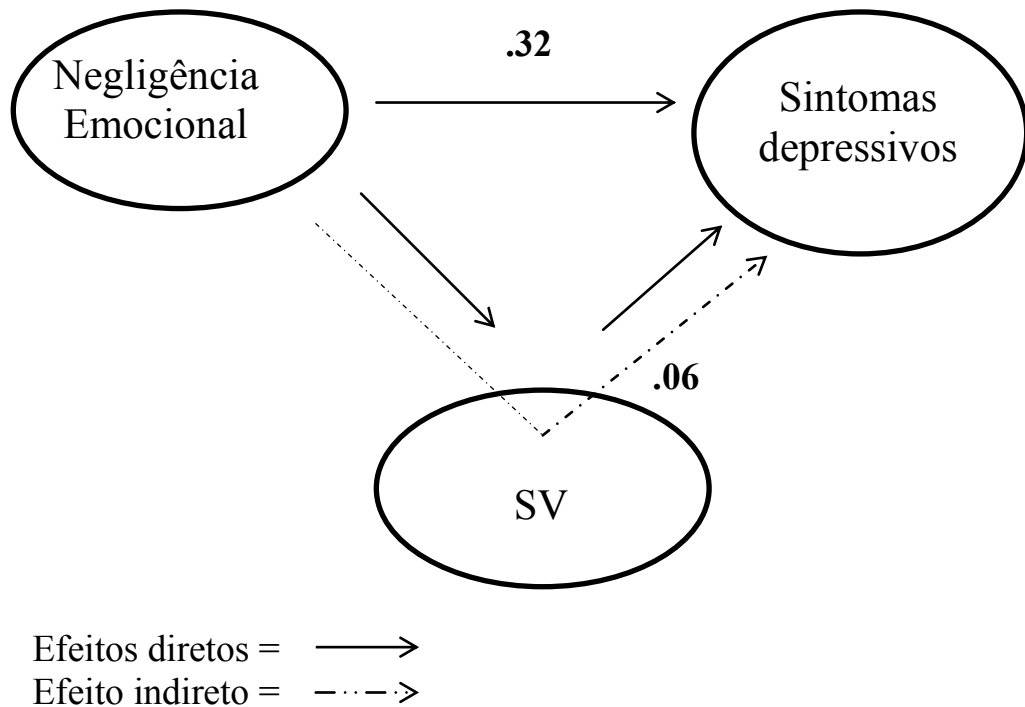 .32
Negligência
Emocional
Sintomas
depressivos
.06
SV
Efeitos diretos =
Efeito indireto =